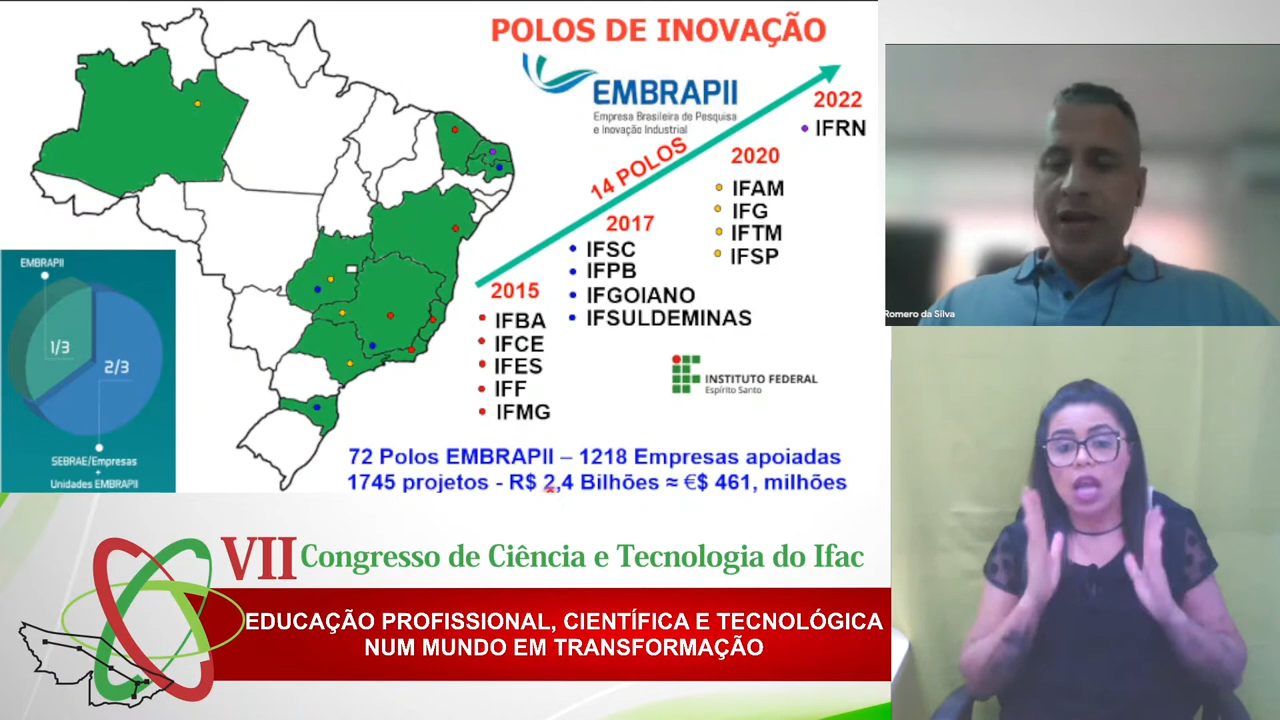 POLOS DE INOVAÇÃO
EMBRAPII
Empresa Brasileira de Pesquisa
e Inovação Industrial
14 POLOS
2022
IFRN
2020
IFAM
IFG
IFTM
IFSP
2017
IFSC
IFPB
IFGOIANO
IFSULDEMINAS
2015
IFBA
IFCE
IFES
IFF
IFMG
INSTITUTO FEDERAL
Espírito Santo
EMBRAPII
1/3
2/3
SEBRAE/Empresas
+
Unidades EMBRAPII
72 Polos EMBRAPII – 1218 Empresas apoiadas
1745 projetos - R$ 2,4 Bilhões ≈ €$ 461, milhões
Romero da Silva
VII Congresso de Ciência e Tecnologia do Ifac
EDUCAÇÃO PROFISSIONAL, CIENTÍFICA E TECNOLÓGICA
NUM MUNDO EM TRANSFORMAÇÃO